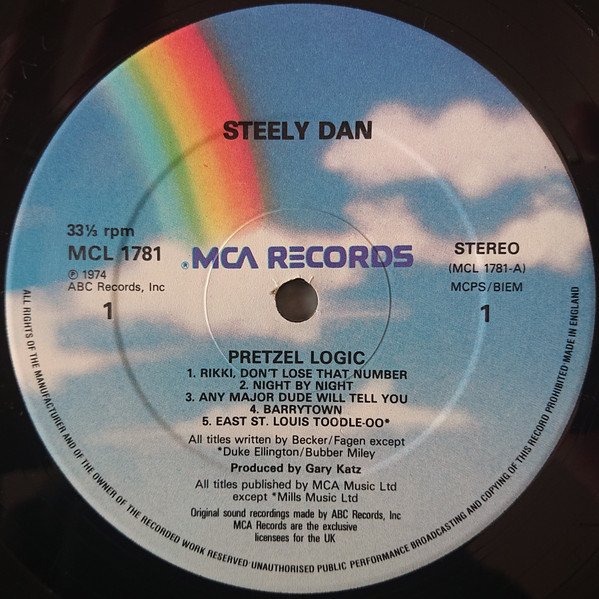 STEELY DAN
33⅓ rpm
MCL 1781
℗ 1974
ABC Records, Inc
1
MCA RECORDS
STEREO
(MCL 1781-A)
MCPS/BIEM
1
PRETZEL LOGIC
1. RIKKI, DON'T LOSE THAT NUMBER
2. NIGHT BY NIGHT
3. ANY MAJOR DUDE WILL TELL YOU
4. BARRYTOWN
5. EAST ST. LOUIS TOODLE-OO*
All titles written by Becker/Fagen except
*Duke Ellington/Bubber Miley
Produced by Gary Katz
All titles published by MCA Music Ltd
except *Mills Music Ltd
Original sound recordings made by ABC Records, Inc
MCA Records are the exclusive
licensees for the UK
ALL RIGHTS OF THE MANUFACTURER AND OF THE OWNER OF THE RECORDED WORK RESERVED·UNAUTHORISED PUBLIC PERFORMANCE BROADCASTING AND COPYING OF THIS RECORD PROHIBITED·MADE IN ENGLAND